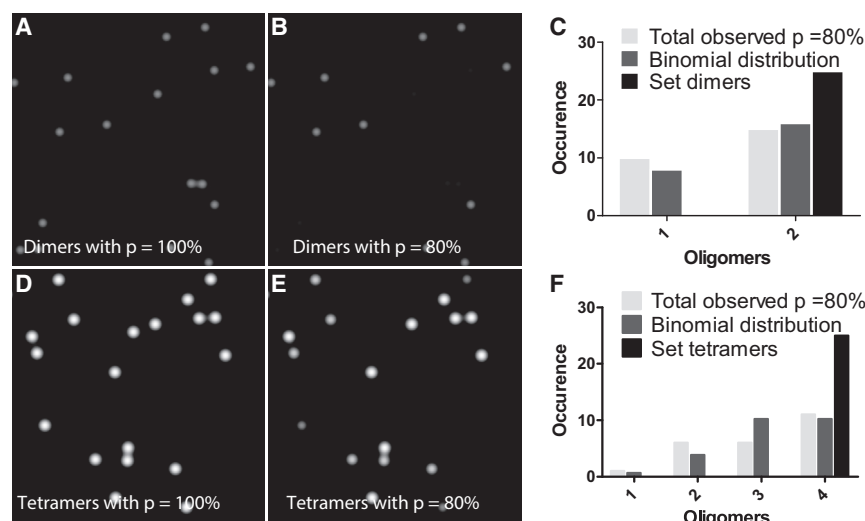 A
Dimers with p = 100%
B
Dimers with p = 80%
C
Total observed p =80%
Binomial distribution
Set dimers
Occurence
30
20
10
0
1
2
Oligomers
D
Tetramers with p = 100%
E
Tetramers with p = 80%
F
Total observed p =80%
Binomial distribution
Set tetramers
Occurence
30
20
10
0
1
2
3
4
Oligomers